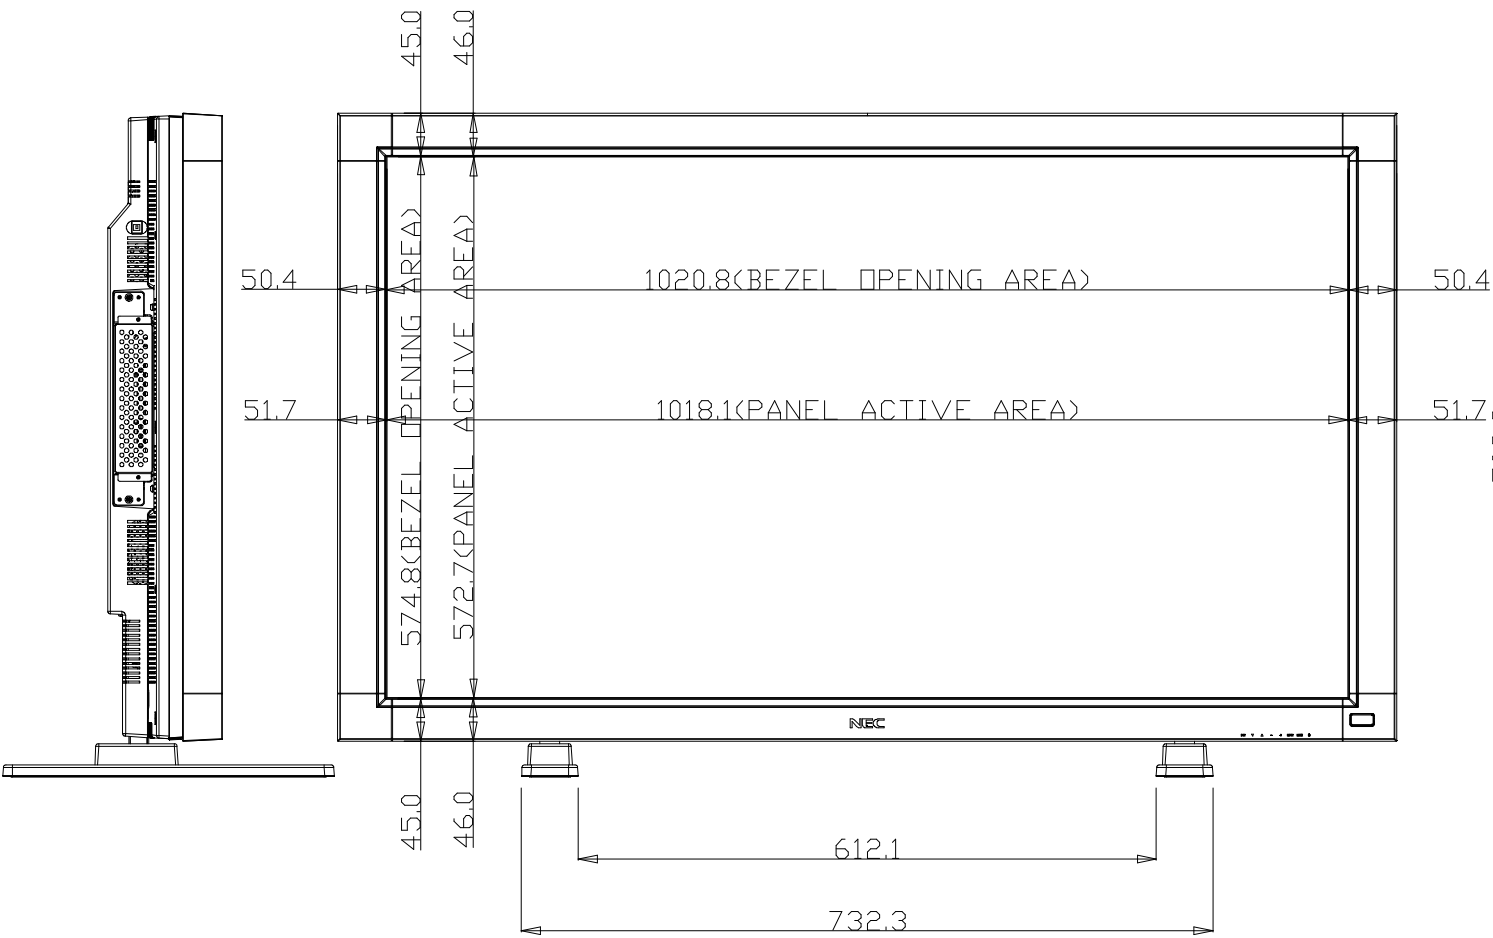 45.0
46.0
50.4
1020.8(BEZEL OPENING AREA)
50.4
51.7
1018.1(PANEL ACTIVE AREA)
51.7
574.8(BEZEL OPENING AREA)
572.7(PANEL ACTIVE AREA)
NEC
45.0
46.0
612.1
732.3